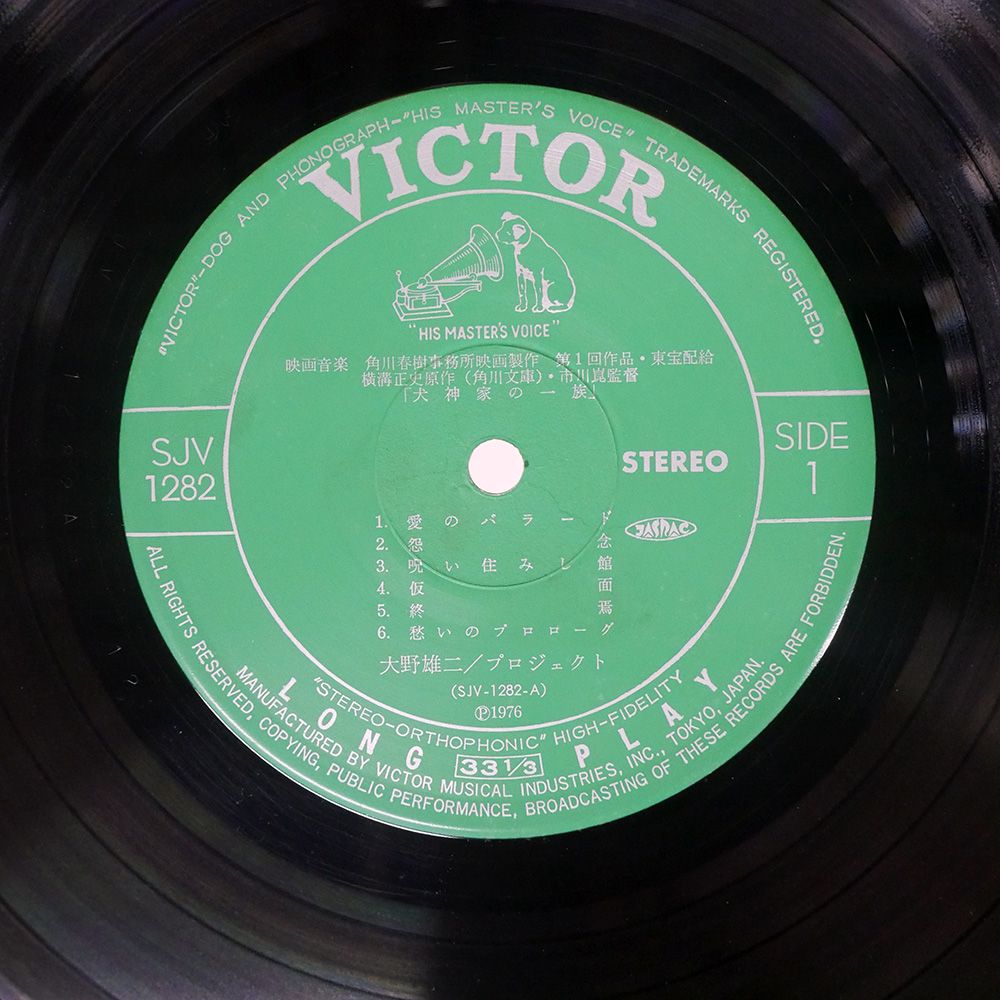 "VICTOR"-DOG AND PHONOGRAPH-"HIS MASTER'S VOICE" TRADEMARKS REGISTERED.
VICTOR
"HIS MASTER'S VOICE"
映画音楽 角川春樹事務所映画製作 第1回作品・東宝配給
横溝正史原作(角川文庫)・市川崑監督
「犬神家の一族」
SJV
1282
STEREO
SIDE
1
1. 愛のバラード
2. 怨念
3. 呪い住みし館
4. 仮面
5. 終焉
6. 愁いのプロローグ
JASRAC
大野雄二/プロジェクト
(SJV-1282-A)
Ⓟ1976
"STEREO-ORTHOPHONIC" HIGH-FIDELITY
LONG 33 1/3 PLAY
MANUFACTURED BY VICTOR MUSICAL INDUSTRIES, INC., TOKYO, JAPAN.
ALL RIGHTS RESERVED, COPYING, PUBLIC PERFORMANCE, BROADCASTING OF THESE RECORDS ARE FORBIDDEN.